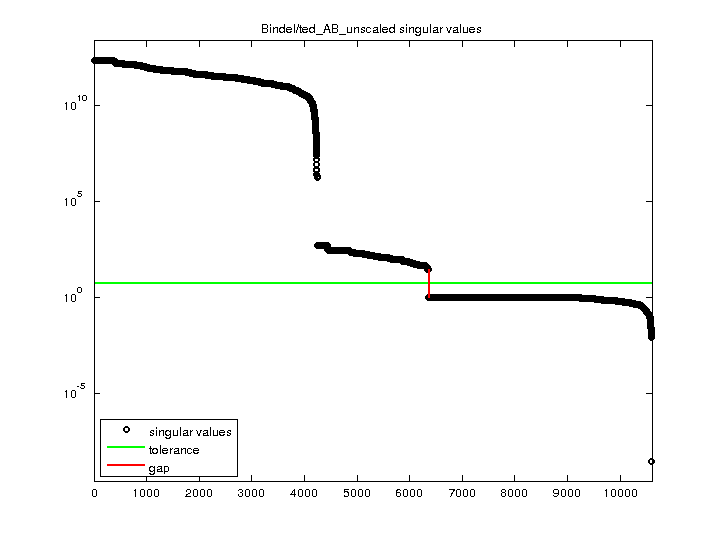 Bindel/ted_AB_unscaled singular values
10^10
10^5
10^0
10^-5
singular values
tolerance
gap
0 1000 2000 3000 4000 5000 6000 7000 8000 9000 10000